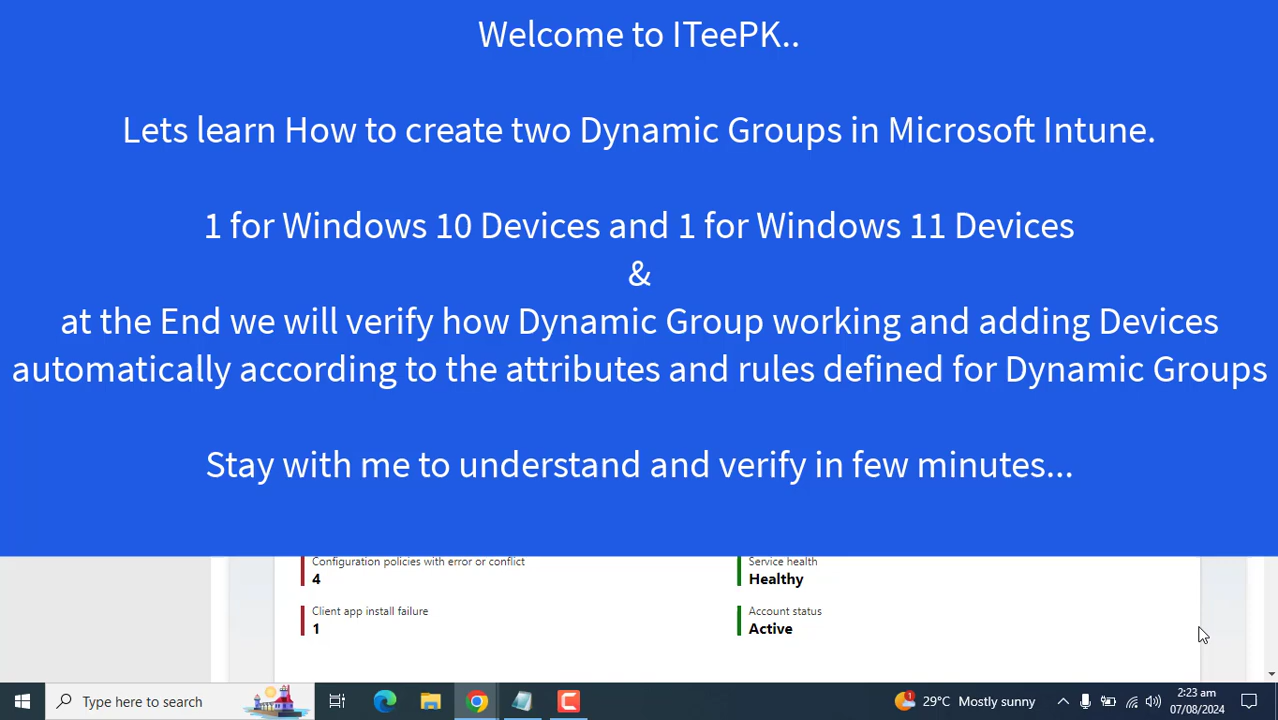 Welcome to ITeePK..
Lets learn How to create two Dynamic Groups in Microsoft Intune.
1 for Windows 10 Devices and 1 for Windows 11 Devices
&
at the End we will verify how Dynamic Group working and adding Devices
automatically according to the attributes and rules defined for Dynamic Groups
Stay with me to understand and verify in few minutes...
Configuration policies with error or conflict
4
Service health
Healthy
Client app install failure
1
Account status
Active
Type here to search
1
29°C Mostly sunny
2:23 am
07/08/2024